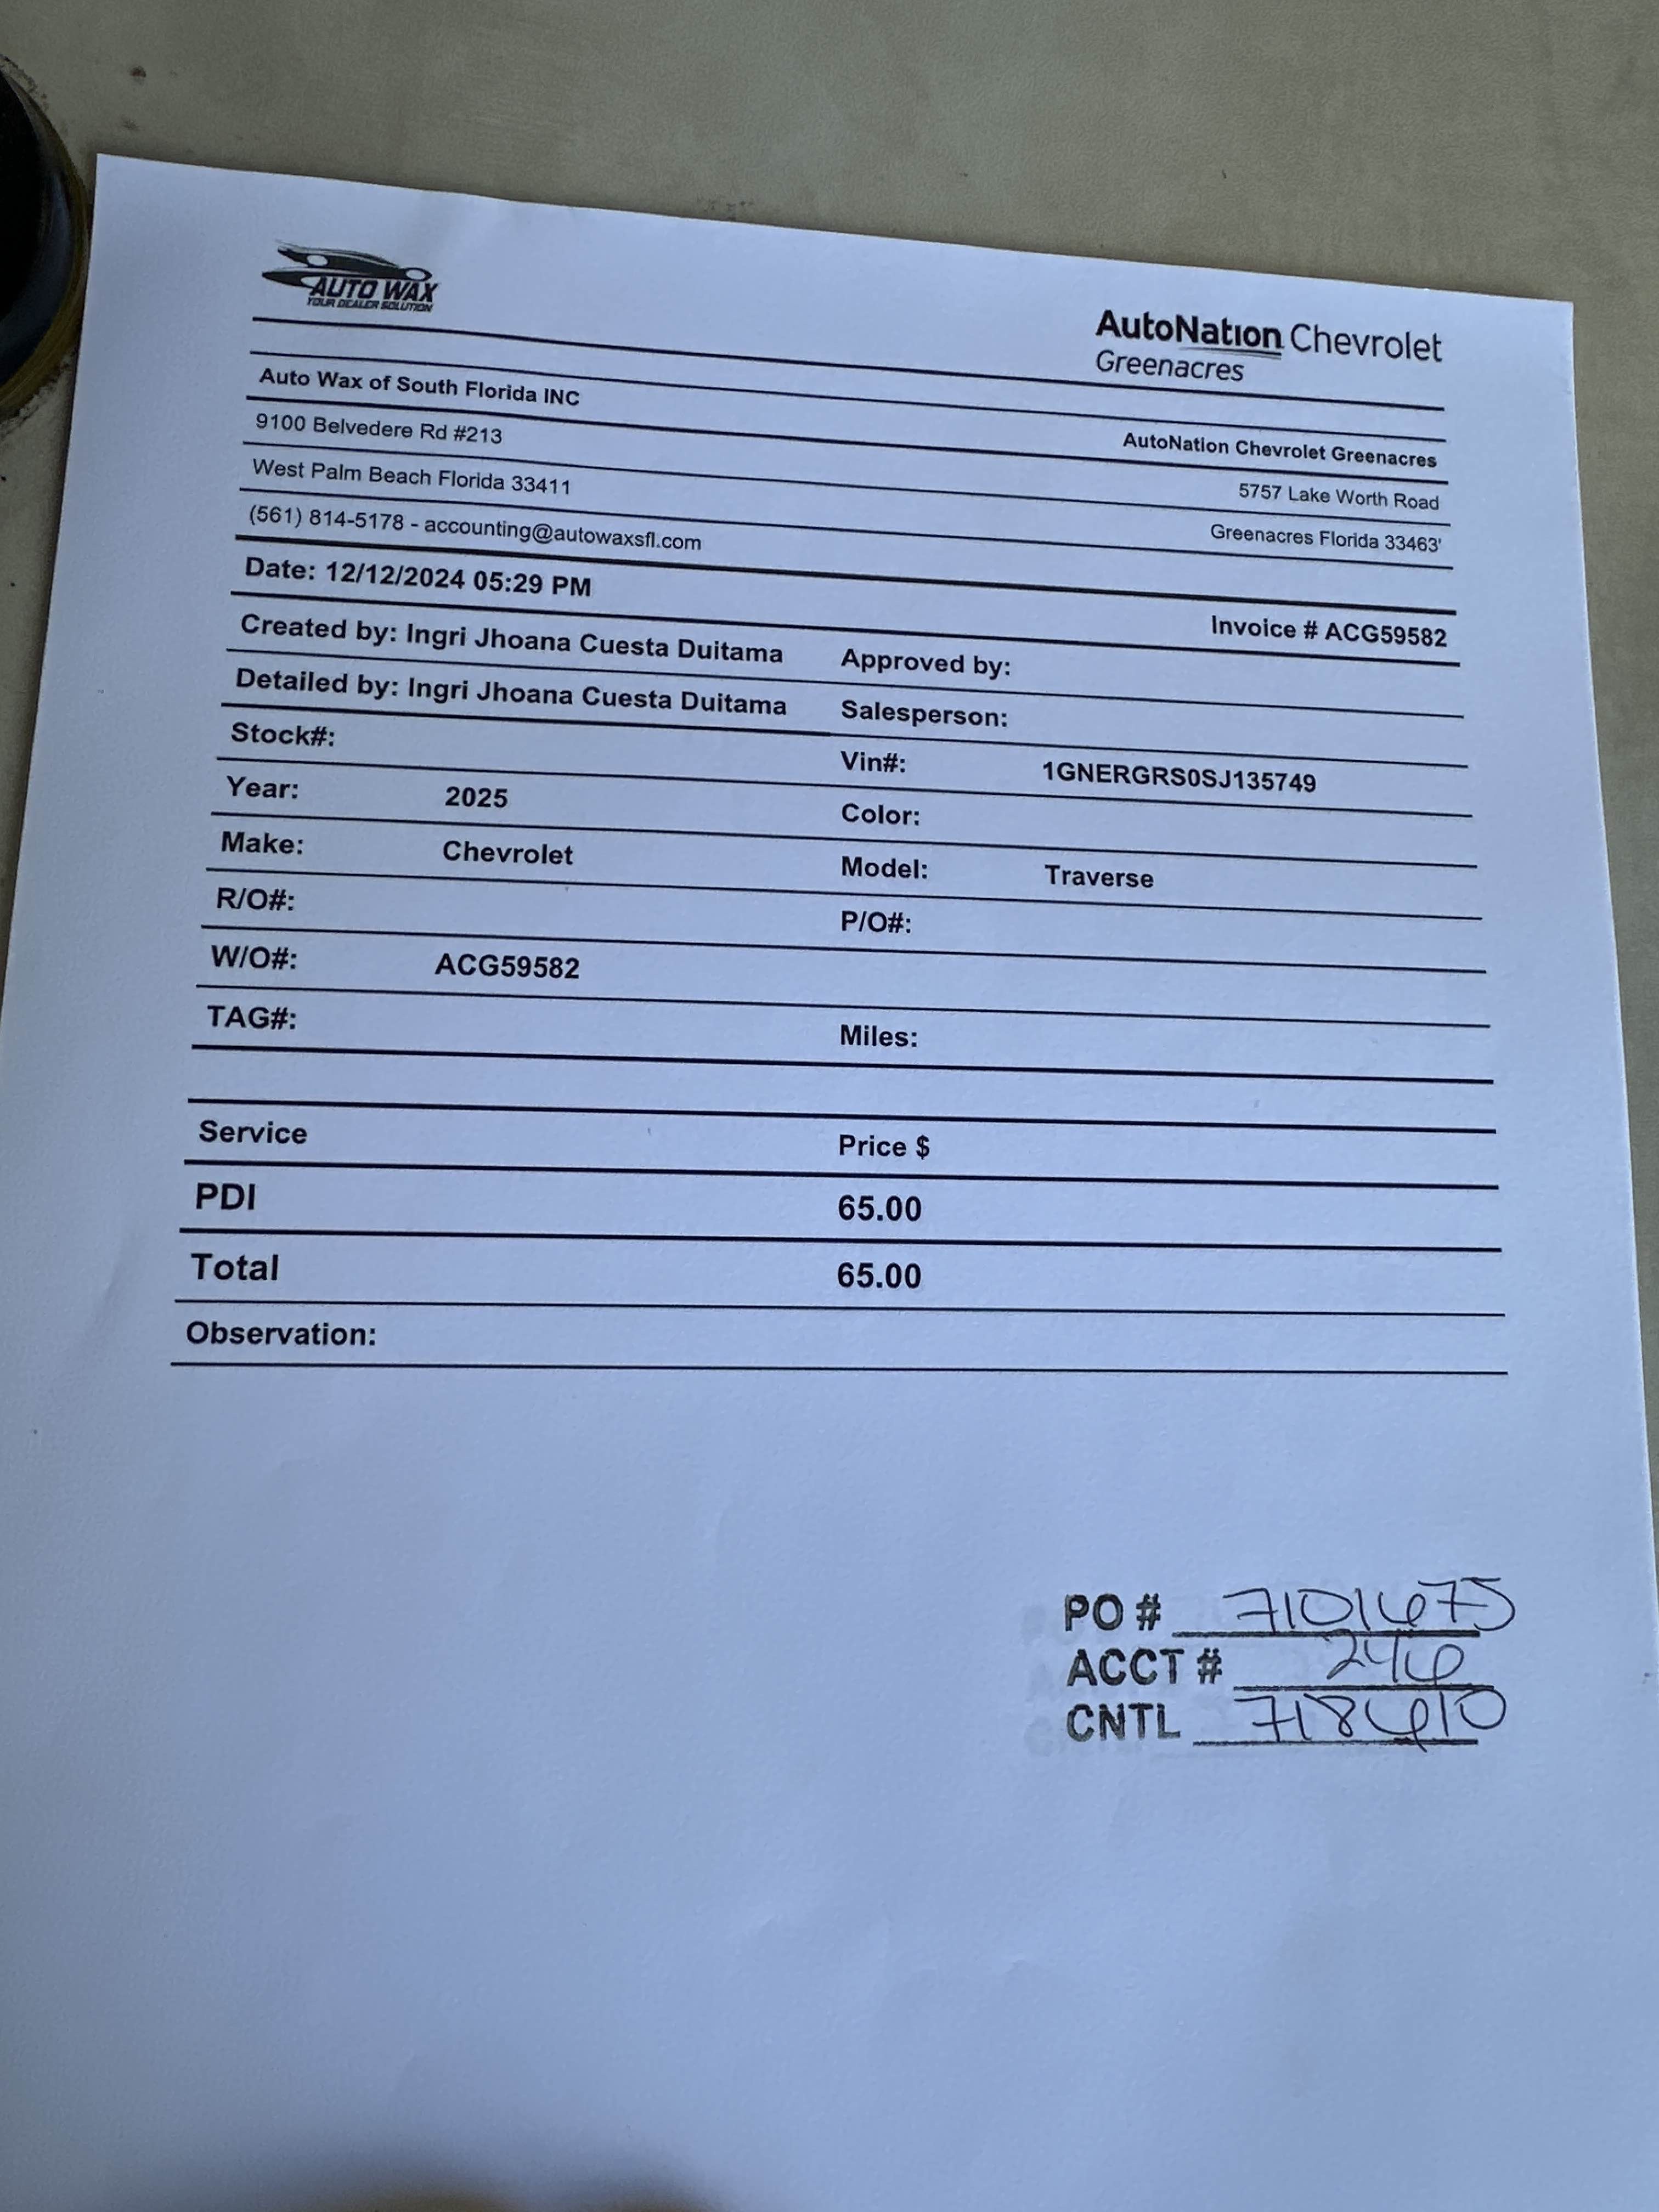 AUTO WAX
YOUR DEALER SOLUTION
AutoNation Chevrolet
Greenacres
Auto Wax of South Florida INC
AutoNation Chevrolet Greenacres
9100 Belvedere Rd #213
5757 Lake Worth Road
West Palm Beach Florida 33411
Greenacres Florida 33463'
(561) 814-5178 - accounting@autowaxsfl.com
Date: 12/12/2024 05:29 PM
Invoice # ACG59582
Created by: Ingri Jhoana Cuesta Duitama Approved by:
Detailed by: Ingri Jhoana Cuesta Duitama Salesperson:
Stock#: Vin#: 1GNERGRS0SJ135749
Year: 2025 Color:
Make: Chevrolet Model: Traverse
R/O#: P/O#:
W/O#: ACG59582
TAG#: Miles:
Service Price $
PDI 65.00
Total 65.00
Observation:
PO # 7101675
ACCT # 246
CNTL 718610